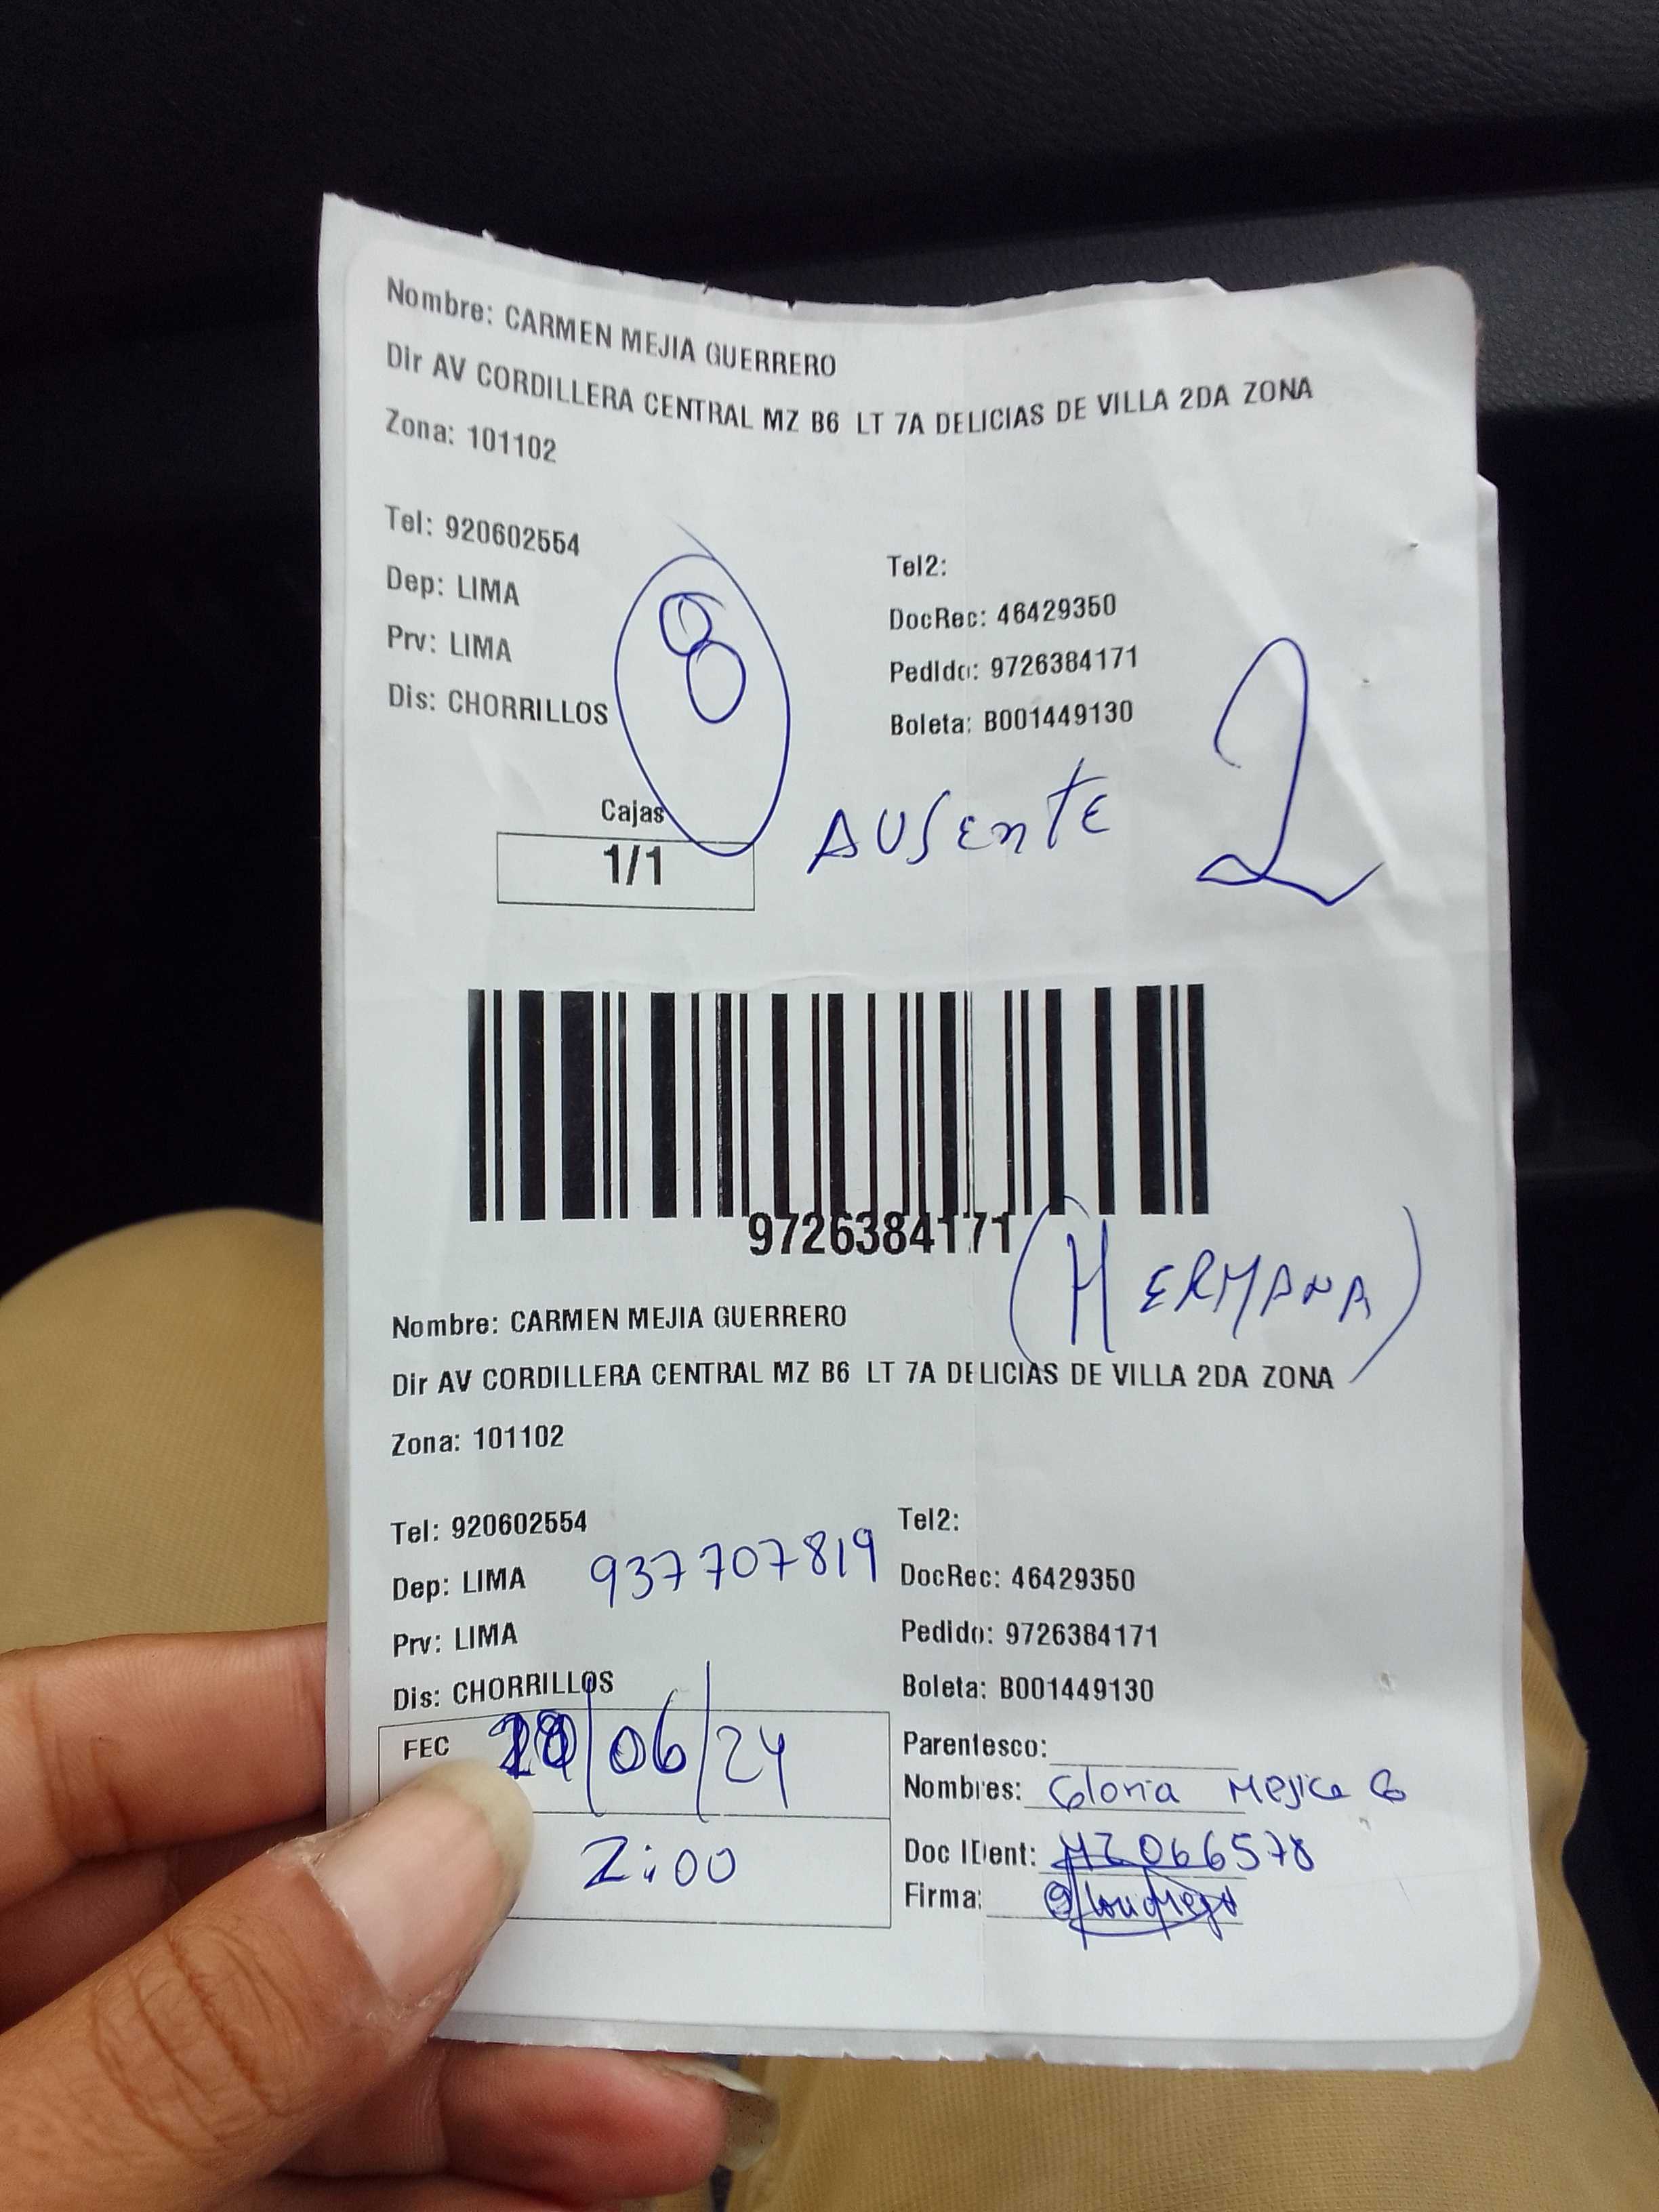 Nombre: CARMEN MEJIA GUERRERO
Dir AV CORDILLERA CENTRAL MZ B6 LT 7A DELICIAS DE VILLA 2DA ZONA
Zona: 101102
Tel: 920602554
Tel2:
Dep: LIMA
DocRec: 46429350
Prv: LIMA
Pedido: 9726384171
Dis: CHORRILLOS
Boleta: B001449130
8
2
Cajas
AUSENTE
1/1
9726384171
(HERMANA)
Nombre: CARMEN MEJIA GUERRERO
Dir AV CORDILLERA CENTRAL MZ B6 LT 7A DELICIAS DE VILLA 2DA ZONA
Zona: 101102
Tel: 920602554
Tel2:
937707819
Dep: LIMA
DocRec: 46429350
Prv: LIMA
Pedido: 9726384171
Dis: CHORRILLOS
Boleta: B001449130
FEC /06/24
Parentesco:
Nombres: Gloria Mejia G
2:00
Doc IDent: 066578
Firma: